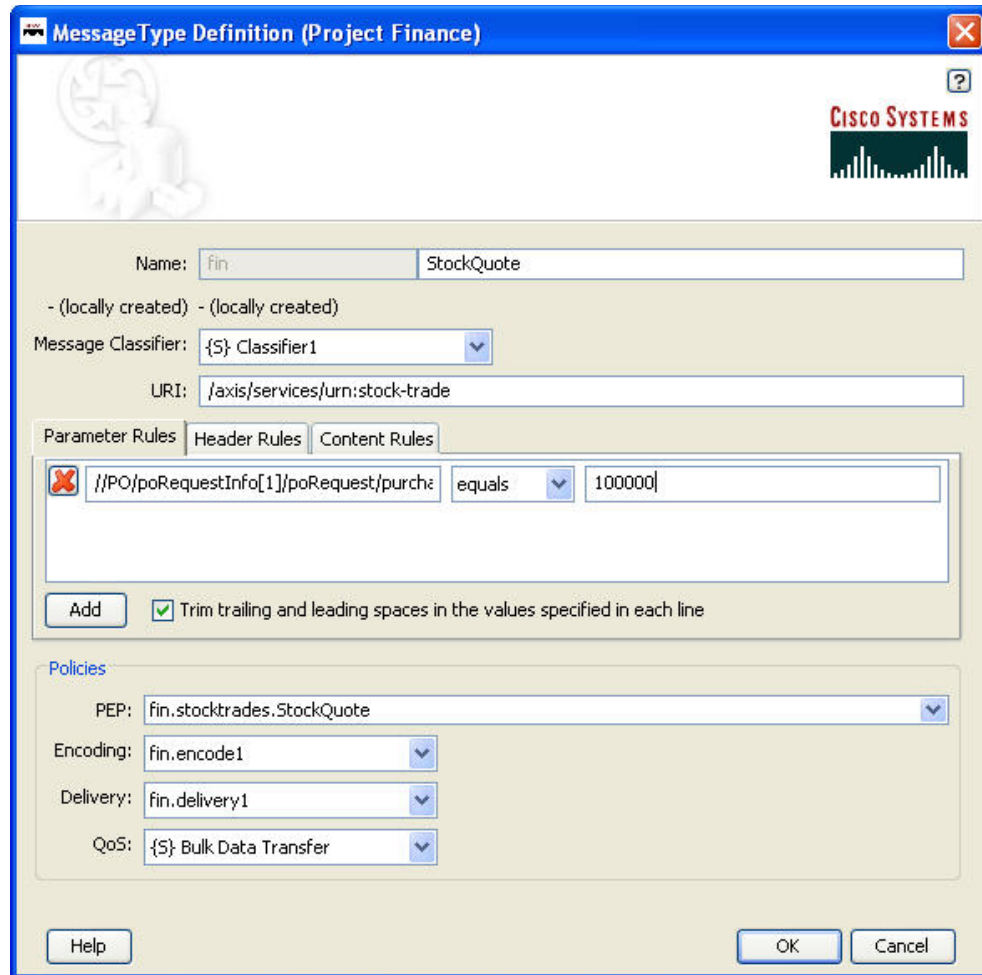 MessageType Definition (Project Finance)
?
CISCO SYSTEMS
Name: fin StockQuote
- (locally created) - (locally created)
Message Classifier: {S} Classifier1
URI: /axis/services/urn:stock-trade
Parameter Rules Header Rules Content Rules
//PO/poRequestInfo[1]/poRequest/purcha equals 100000
Add Trim trailing and leading spaces in the values specified in each line
Policies
PEP: fin.stocktrades.StockQuote
Encoding: fin.encode1
Delivery: fin.delivery1
QoS: {S} Bulk Data Transfer
Help OK Cancel